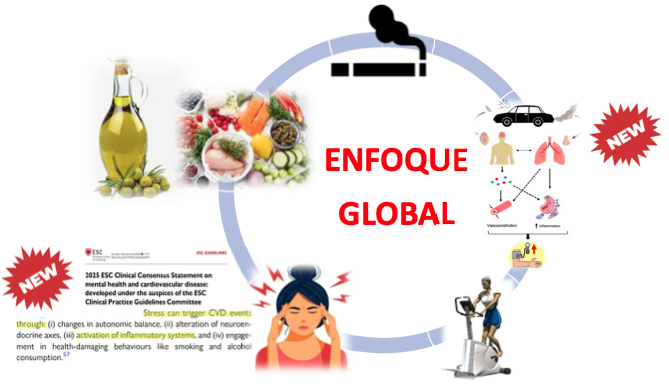 ENFOQUE
GLOBAL
NEW
Vasoconstriction
Inflammation
NEW
ESC
ESC GUIDELINES
2025 ESC Clinical Consensus Statement on
mental health and cardiovascular disease:
developed under the auspices of the ESC
Clinical Practice Guidelines Committee
Stress can trigger CVD events
through: (i) changes in autonomic balance, (ii) alteration of neuroen-
docrine axes, (iii) activation of inflammatory systems, and (iv) engage-
ment in health-damaging behaviours like smoking and alcohol
consumption.57